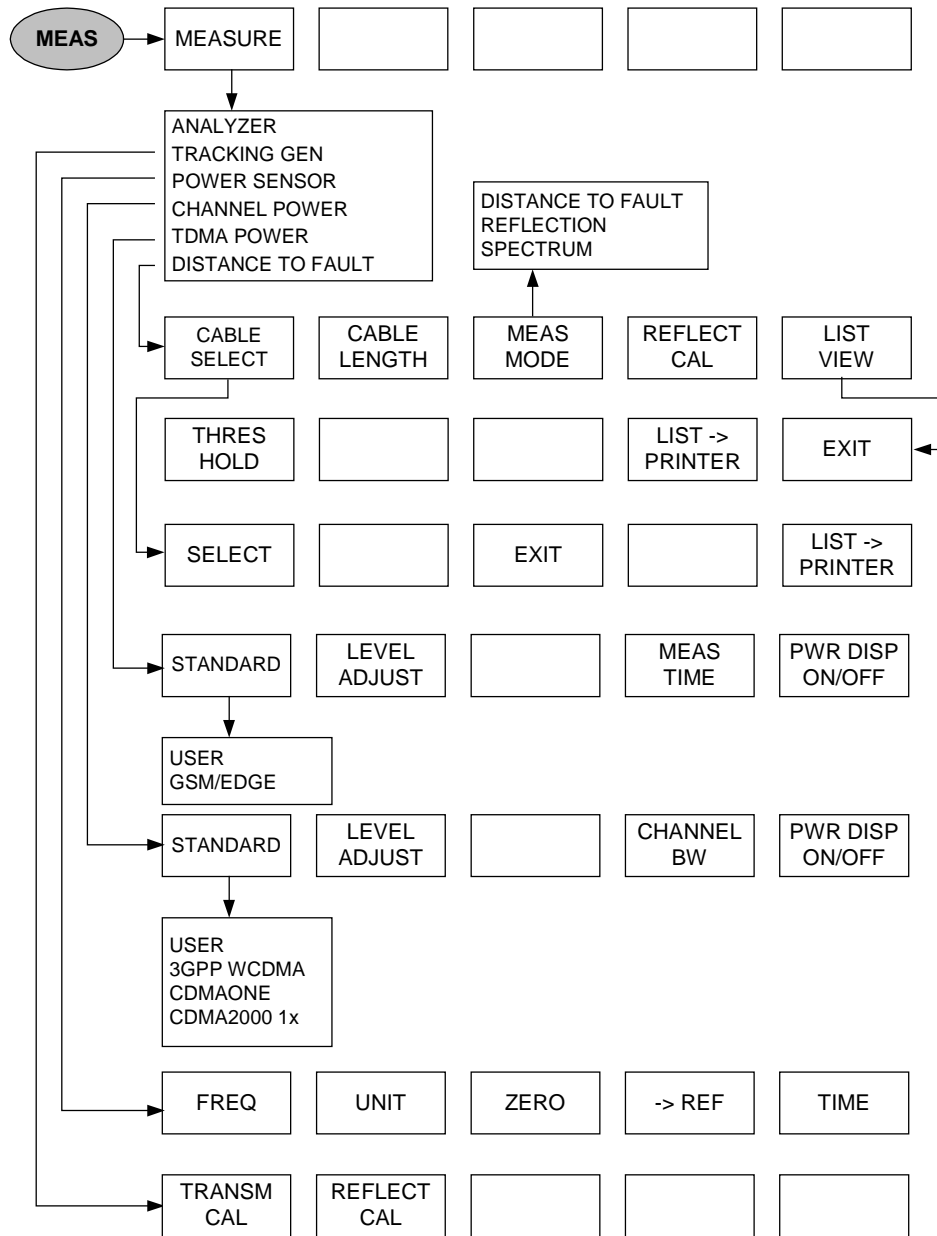 MEAS
MEASURE
ANALYZER
TRACKING GEN
POWER SENSOR
CHANNEL POWER
TDMA POWER
DISTANCE TO FAULT
DISTANCE TO FAULT
REFLECTION
SPECTRUM
CABLE
SELECT
CABLE
LENGTH
MEAS
MODE
REFLECT
CAL
LIST
VIEW
THRES
HOLD
LIST ->
PRINTER
EXIT
SELECT
EXIT
LIST ->
PRINTER
STANDARD
LEVEL
ADJUST
MEAS
TIME
PWR DISP
ON/OFF
USER
GSM/EDGE
STANDARD
LEVEL
ADJUST
CHANNEL
BW
PWR DISP
ON/OFF
USER
3GPP WCDMA
CDMAONE
CDMA2000 1x
FREQ
UNIT
ZERO
-> REF
TIME
TRANSM
CAL
REFLECT
CAL